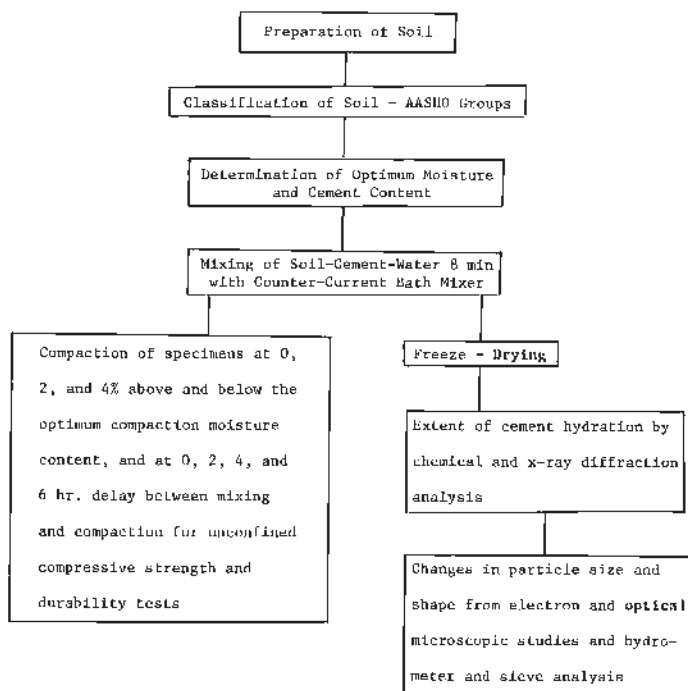 Preparation of Soil
Classification of Soil - AASHO Groups
Determination of Optimum Moisture
and Cement Content
Mixing of Soil-Cement-Water 8 min
with Counter-Current Bath Mixer
Compaction of specimens at 0,
2, and 4% above and below the
optimum compaction moisture
content, and at 0, 2, 4, and
6 hr. delay between mixing
and compaction for unconfined
compressive strength and
durability tests
Freeze - Drying
Extent of cement hydration by
chemical and x-ray diffraction
analysis
Changes in particle size and
shape from electron and optical
microscopic studies and hydro-
meter and sieve analysis